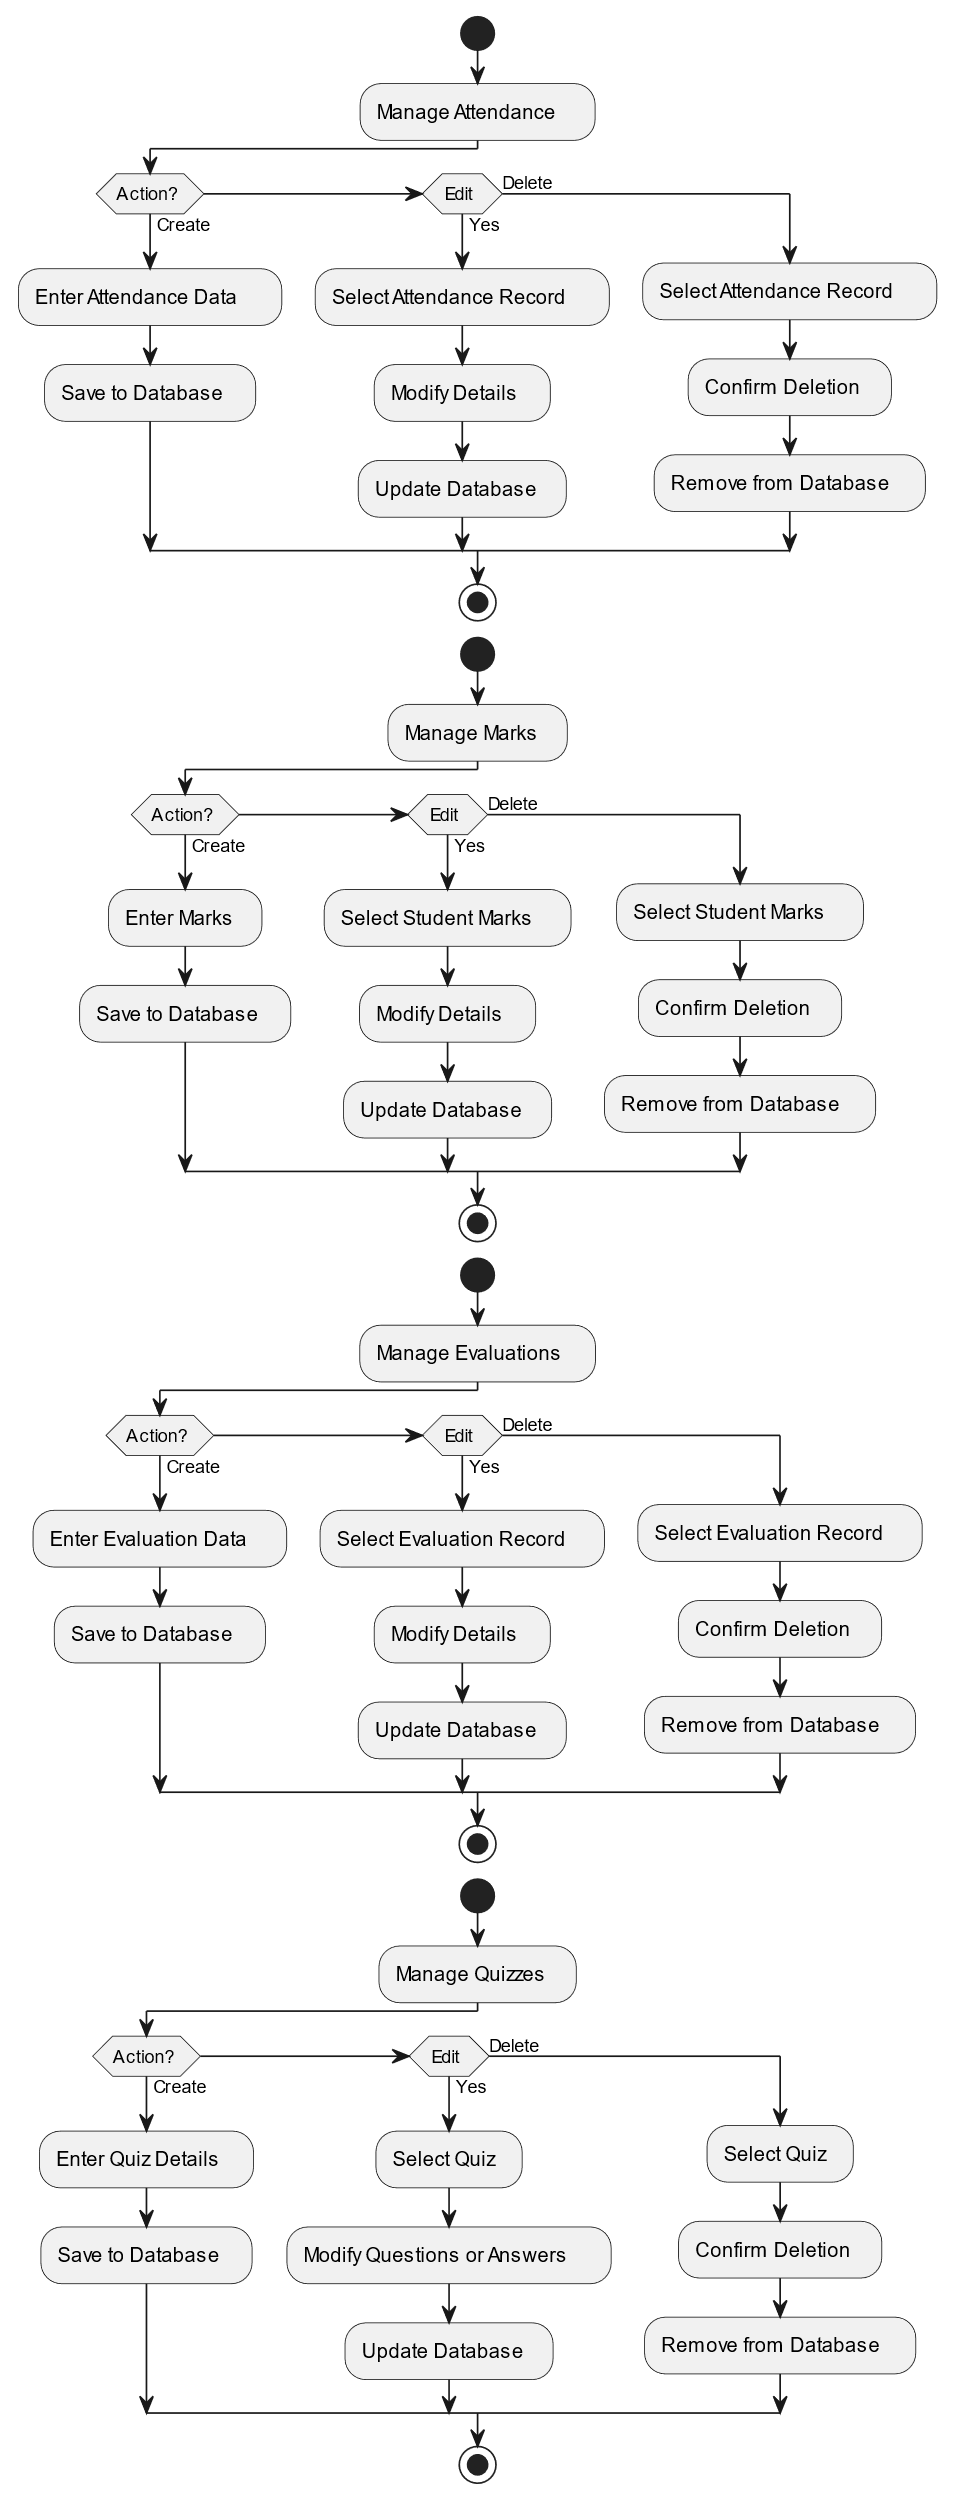 Manage Attendance
Action?
Edit
Delete
Create
Yes
Enter Attendance Data
Select Attendance Record
Select Attendance Record
Save to Database
Modify Details
Confirm Deletion
Update Database
Remove from Database
Manage Marks
Action?
Edit
Delete
Create
Yes
Enter Marks
Select Student Marks
Select Student Marks
Save to Database
Modify Details
Confirm Deletion
Update Database
Remove from Database
Manage Evaluations
Action?
Edit
Delete
Create
Yes
Enter Evaluation Data
Select Evaluation Record
Select Evaluation Record
Save to Database
Modify Details
Confirm Deletion
Update Database
Remove from Database
Manage Quizzes
Action?
Edit
Delete
Create
Yes
Enter Quiz Details
Select Quiz
Select Quiz
Save to Database
Modify Questions or Answers
Confirm Deletion
Update Database
Remove from Database